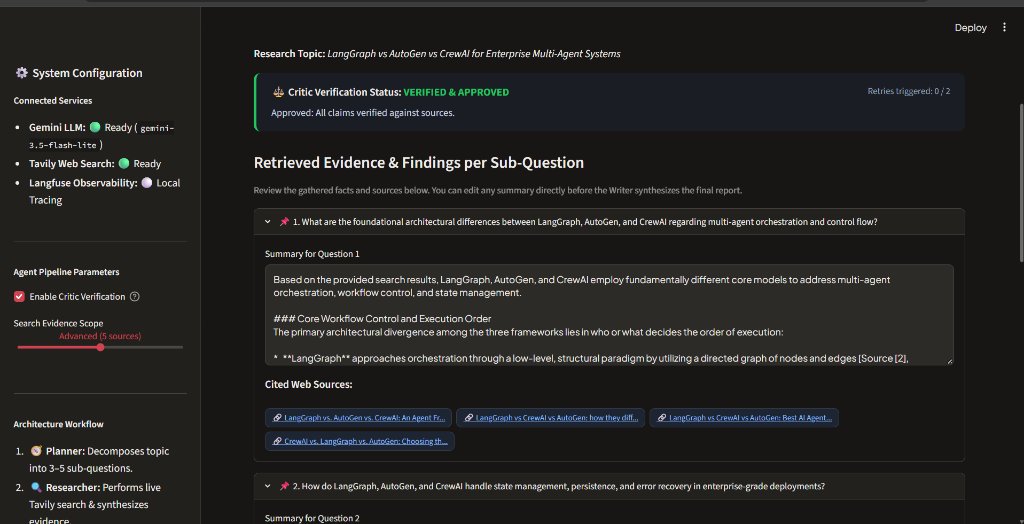 Deploy
System Configuration
Connected Services
Gemini LLM: Ready ( gemini-
3.5-flash-lite )
Tavily Web Search: Ready
Langfuse Observability: Local
Tracing
Agent Pipeline Parameters
Enable Critic Verification
Search Evidence Scope
Advanced (5 sources)
Architecture Workflow
1. Planner: Decomposes topic
into 3–5 sub-questions.
2. Researcher: Performs live
Tavily search & synthesizes
evidence.
Research Topic: LangGraph vs AutoGen vs CrewAI for Enterprise Multi-Agent Systems
Critic Verification Status: VERIFIED & APPROVED
Retries triggered: 0 / 2
Approved: All claims verified against sources.
Retrieved Evidence & Findings per Sub-Question
Review the gathered facts and sources below. You can edit any summary directly before the Writer synthesizes the final report.
1. What are the foundational architectural differences between LangGraph, AutoGen, and CrewAI regarding multi-agent orchestration and control flow?
Summary for Question 1
Based on the provided search results, LangGraph, AutoGen, and CrewAI employ fundamentally different core models to address multi-agent
orchestration, workflow control, and state management.
### Core Workflow Control and Execution Order
The primary architectural divergence among the three frameworks lies in who or what decides the order of execution:
* **LangGraph** approaches orchestration through a low-level, structural paradigm by utilizing a directed graph of nodes and edges [Source [2],
Cited Web Sources:
LangGraph vs. AutoGen vs. CrewAI: An Agent Fr...
LangGraph vs CrewAI vs AutoGen: how they diff...
LangGraph vs CrewAI vs AutoGen: Best AI Agent...
CrewAI vs. LangGraph vs. AutoGen: Choosing th...
2. How do LangGraph, AutoGen, and CrewAI handle state management, persistence, and error recovery in enterprise-grade deployments?
Summary for Question 2